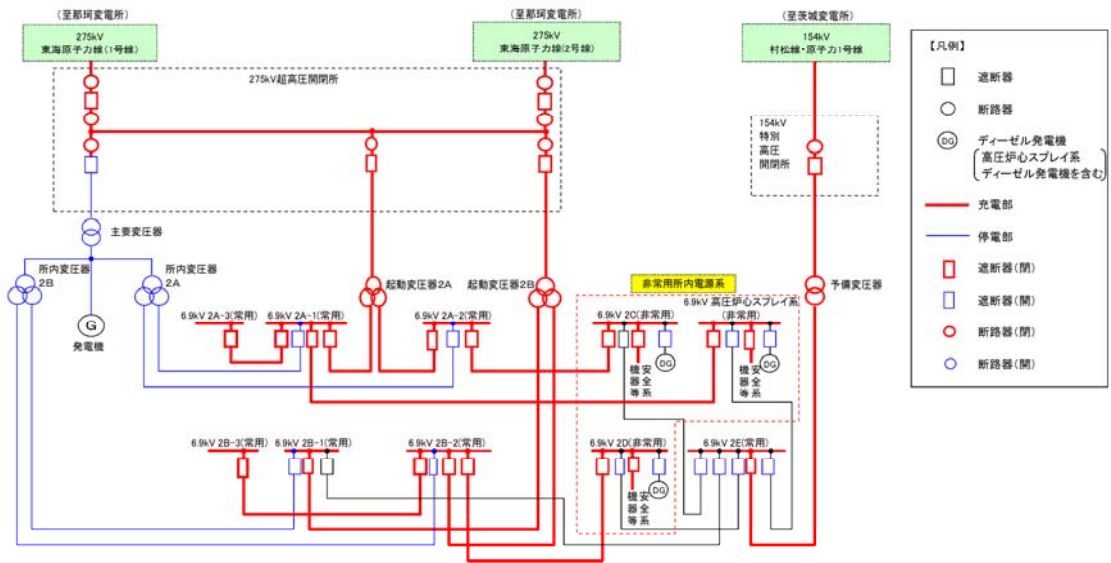 (至那珂変電所)
275kV
東海原子力線(1号線)
(至那珂変電所)
275kV
東海原子力線(2号線)
(至茨城変電所)
154kV
村松線・原子力1号線
275kV超高圧開閉所
154kV
特別
高圧
開閉所
【凡例】
遮断器
断路器
DG
ディーゼル発電機
高圧炉心スプレイ系
ディーゼル発電機を含む
充電部
停電部
遮断器(閉)
遮断器(開)
断路器(閉)
断路器(開)
主要変圧器
所内変圧器
2B
所内変圧器
2A
起動変圧器2A
起動変圧器2B
予備変圧器
G
発電機
非常用所内電源系
6.9kV 2A-3(常用)
6.9kV 2A-1(常用)
6.9kV 2A-2(常用)
6.9kV 2C(非常用)
6.9kV 高圧炉心スプレイ系
(非常用)
DG
安全系
機器等
DG
安全系
機器等
6.9kV 2B-3(常用)
6.9kV 2B-1(常用)
6.9kV 2B-2(常用)
6.9kV 2D(非常用)
6.9kV 2E(常用)
DG
安全系
機器等